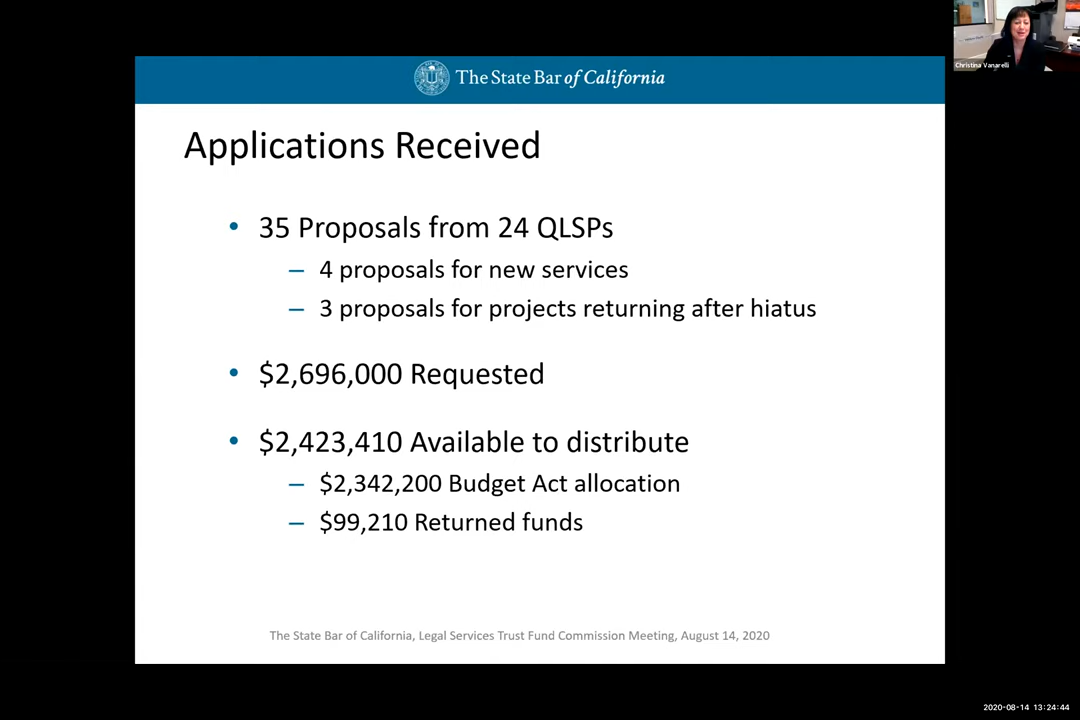 Christina Vanarelli
The State Bar of California
Applications Received
• 35 Proposals from 24 QLSPs
– 4 proposals for new services
– 3 proposals for projects returning after hiatus
• $2,696,000 Requested
• $2,423,410 Available to distribute
– $2,342,200 Budget Act allocation
– $99,210 Returned funds
The State Bar of California, Legal Services Trust Fund Commission Meeting, August 14, 2020
2020-08-14 13:24:44